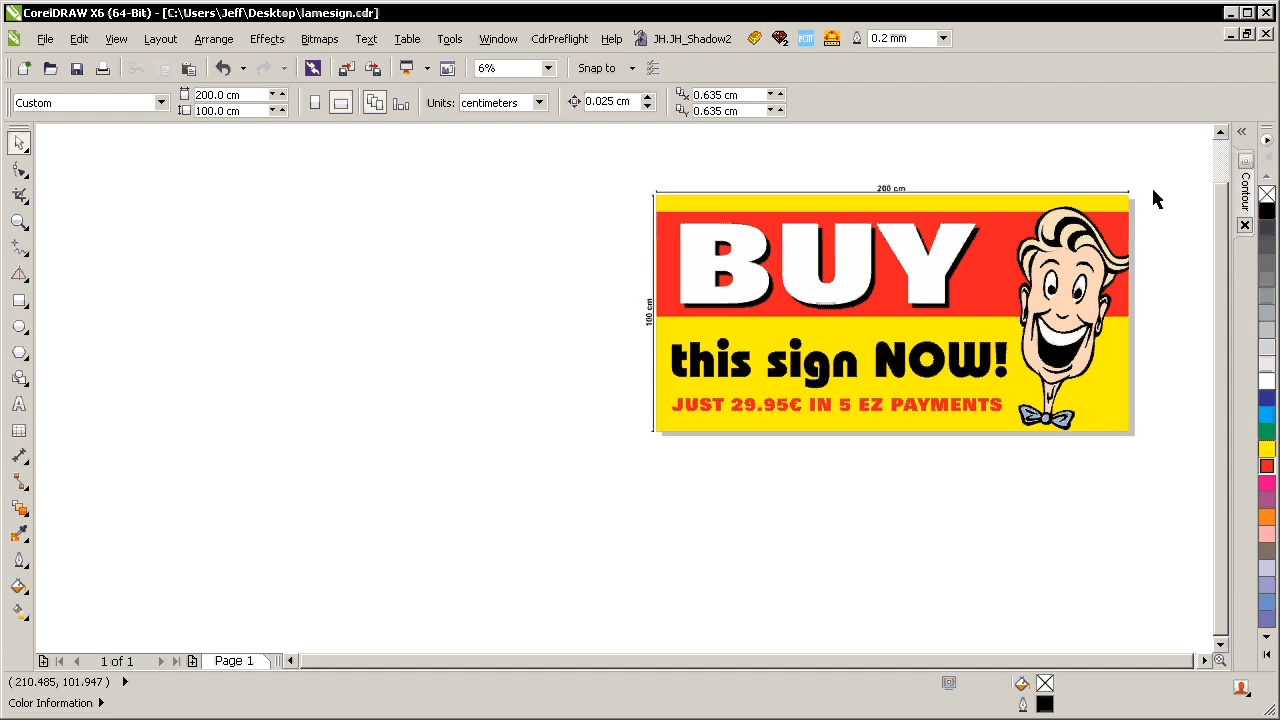 CorelDRAW X6 (64-Bit) - [C:\Users\Jeff\Desktop\lamesign.cdr]
File Edit View Layout Arrange Effects Bitmaps Text Table Tools Window CdrPreflight Help JH.JH_Shadow2 0.2 mm
6% Snap to
Custom 200.0 cm 100.0 cm Units: centimeters 0.025 cm 0.635 cm 0.635 cm
200 cm
100 cm
BUY
this sign NOW!
JUST 29.95€ IN 5 EZ PAYMENTS
Contour
1 of 1 Page 1
( 210.485, 101.947 )
Color Information